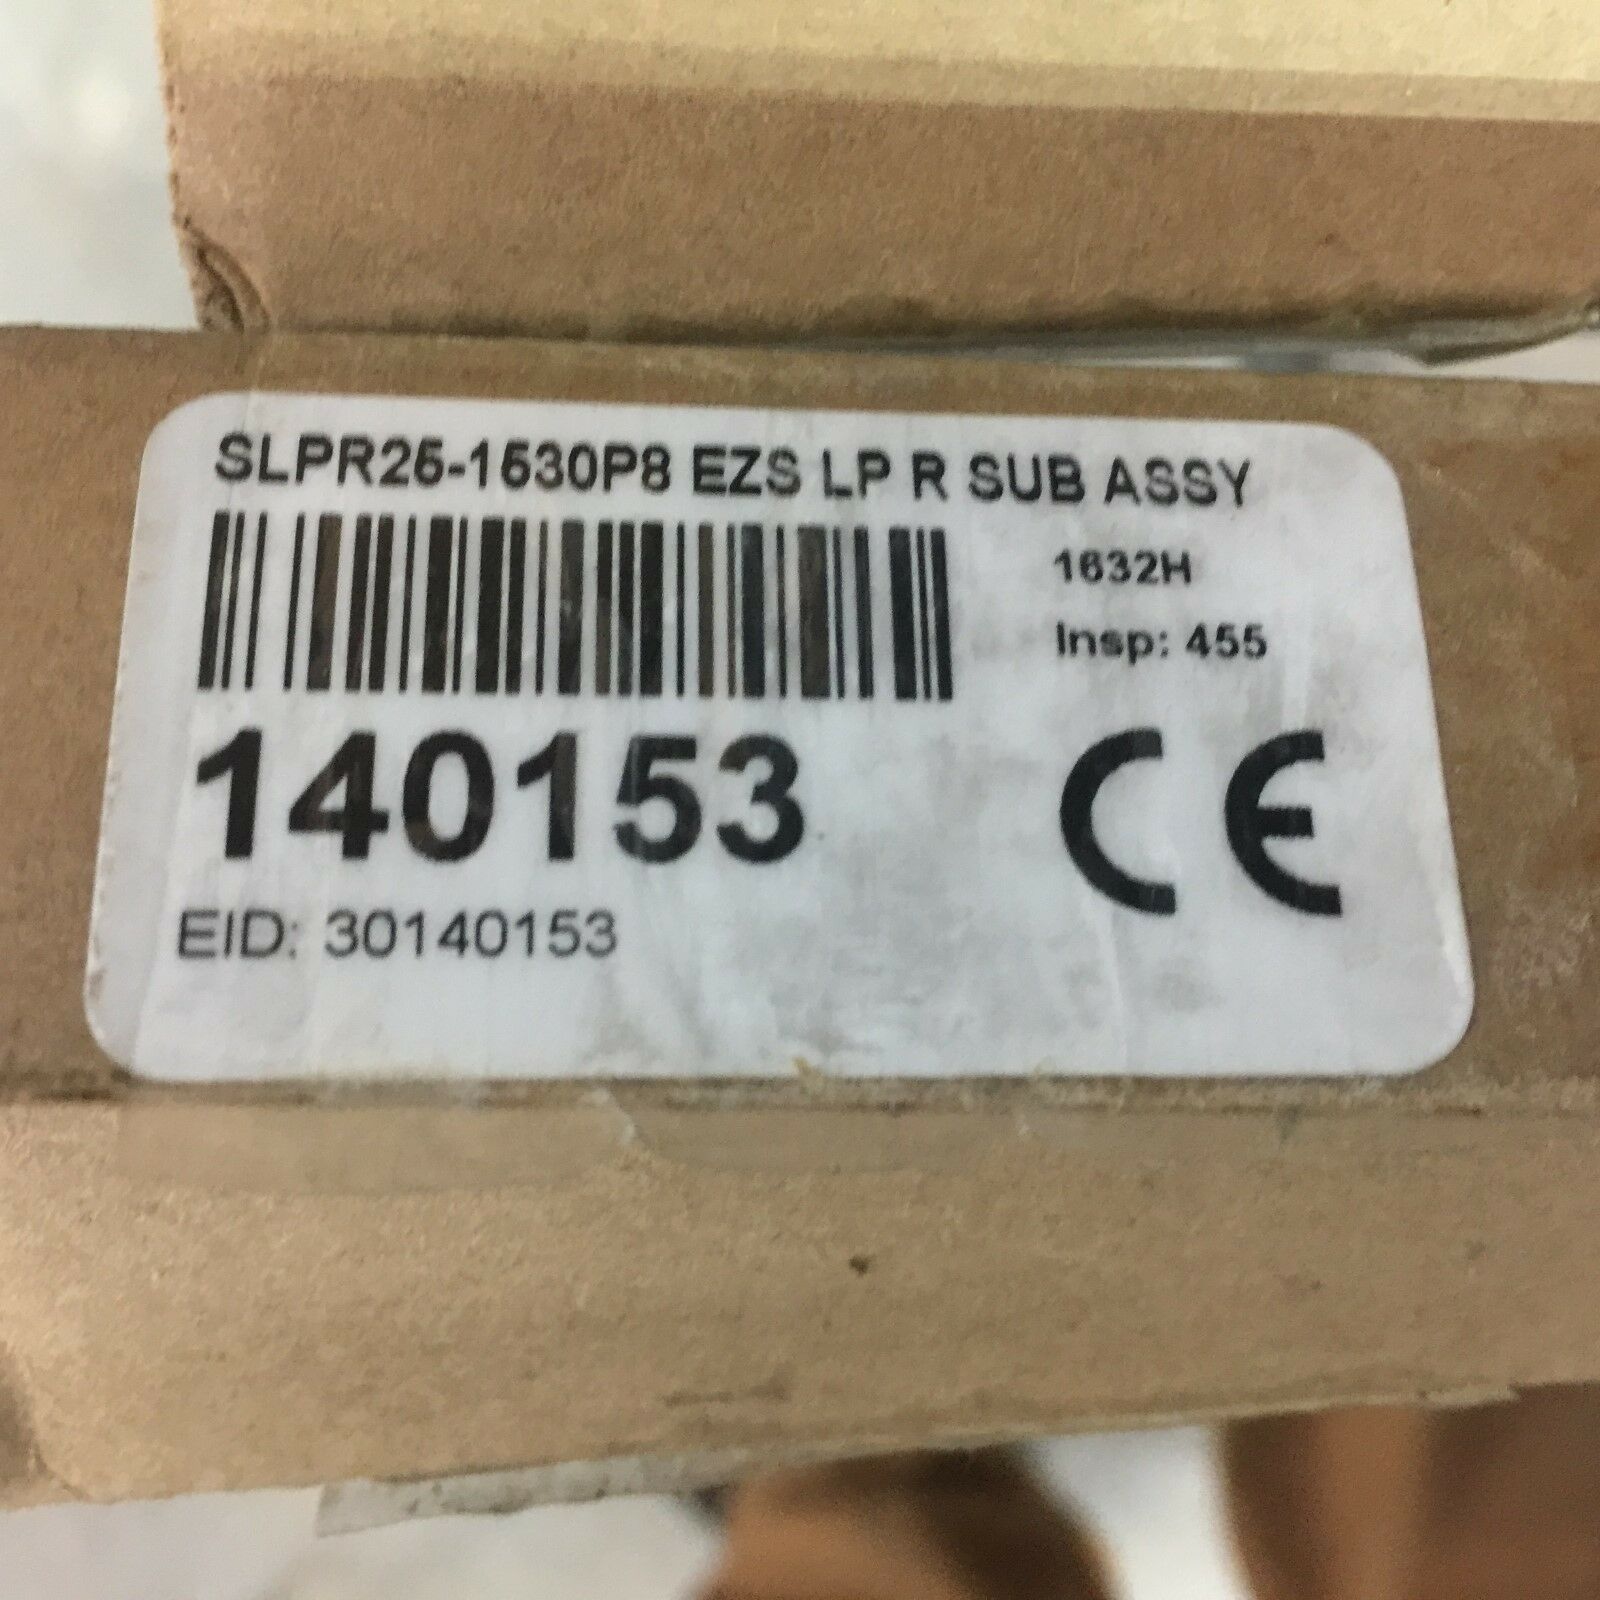 SLPR25-1530P8 EZS LP R SUB ASSY
1632H
Insp: 455
140153
CE
EID: 30140153